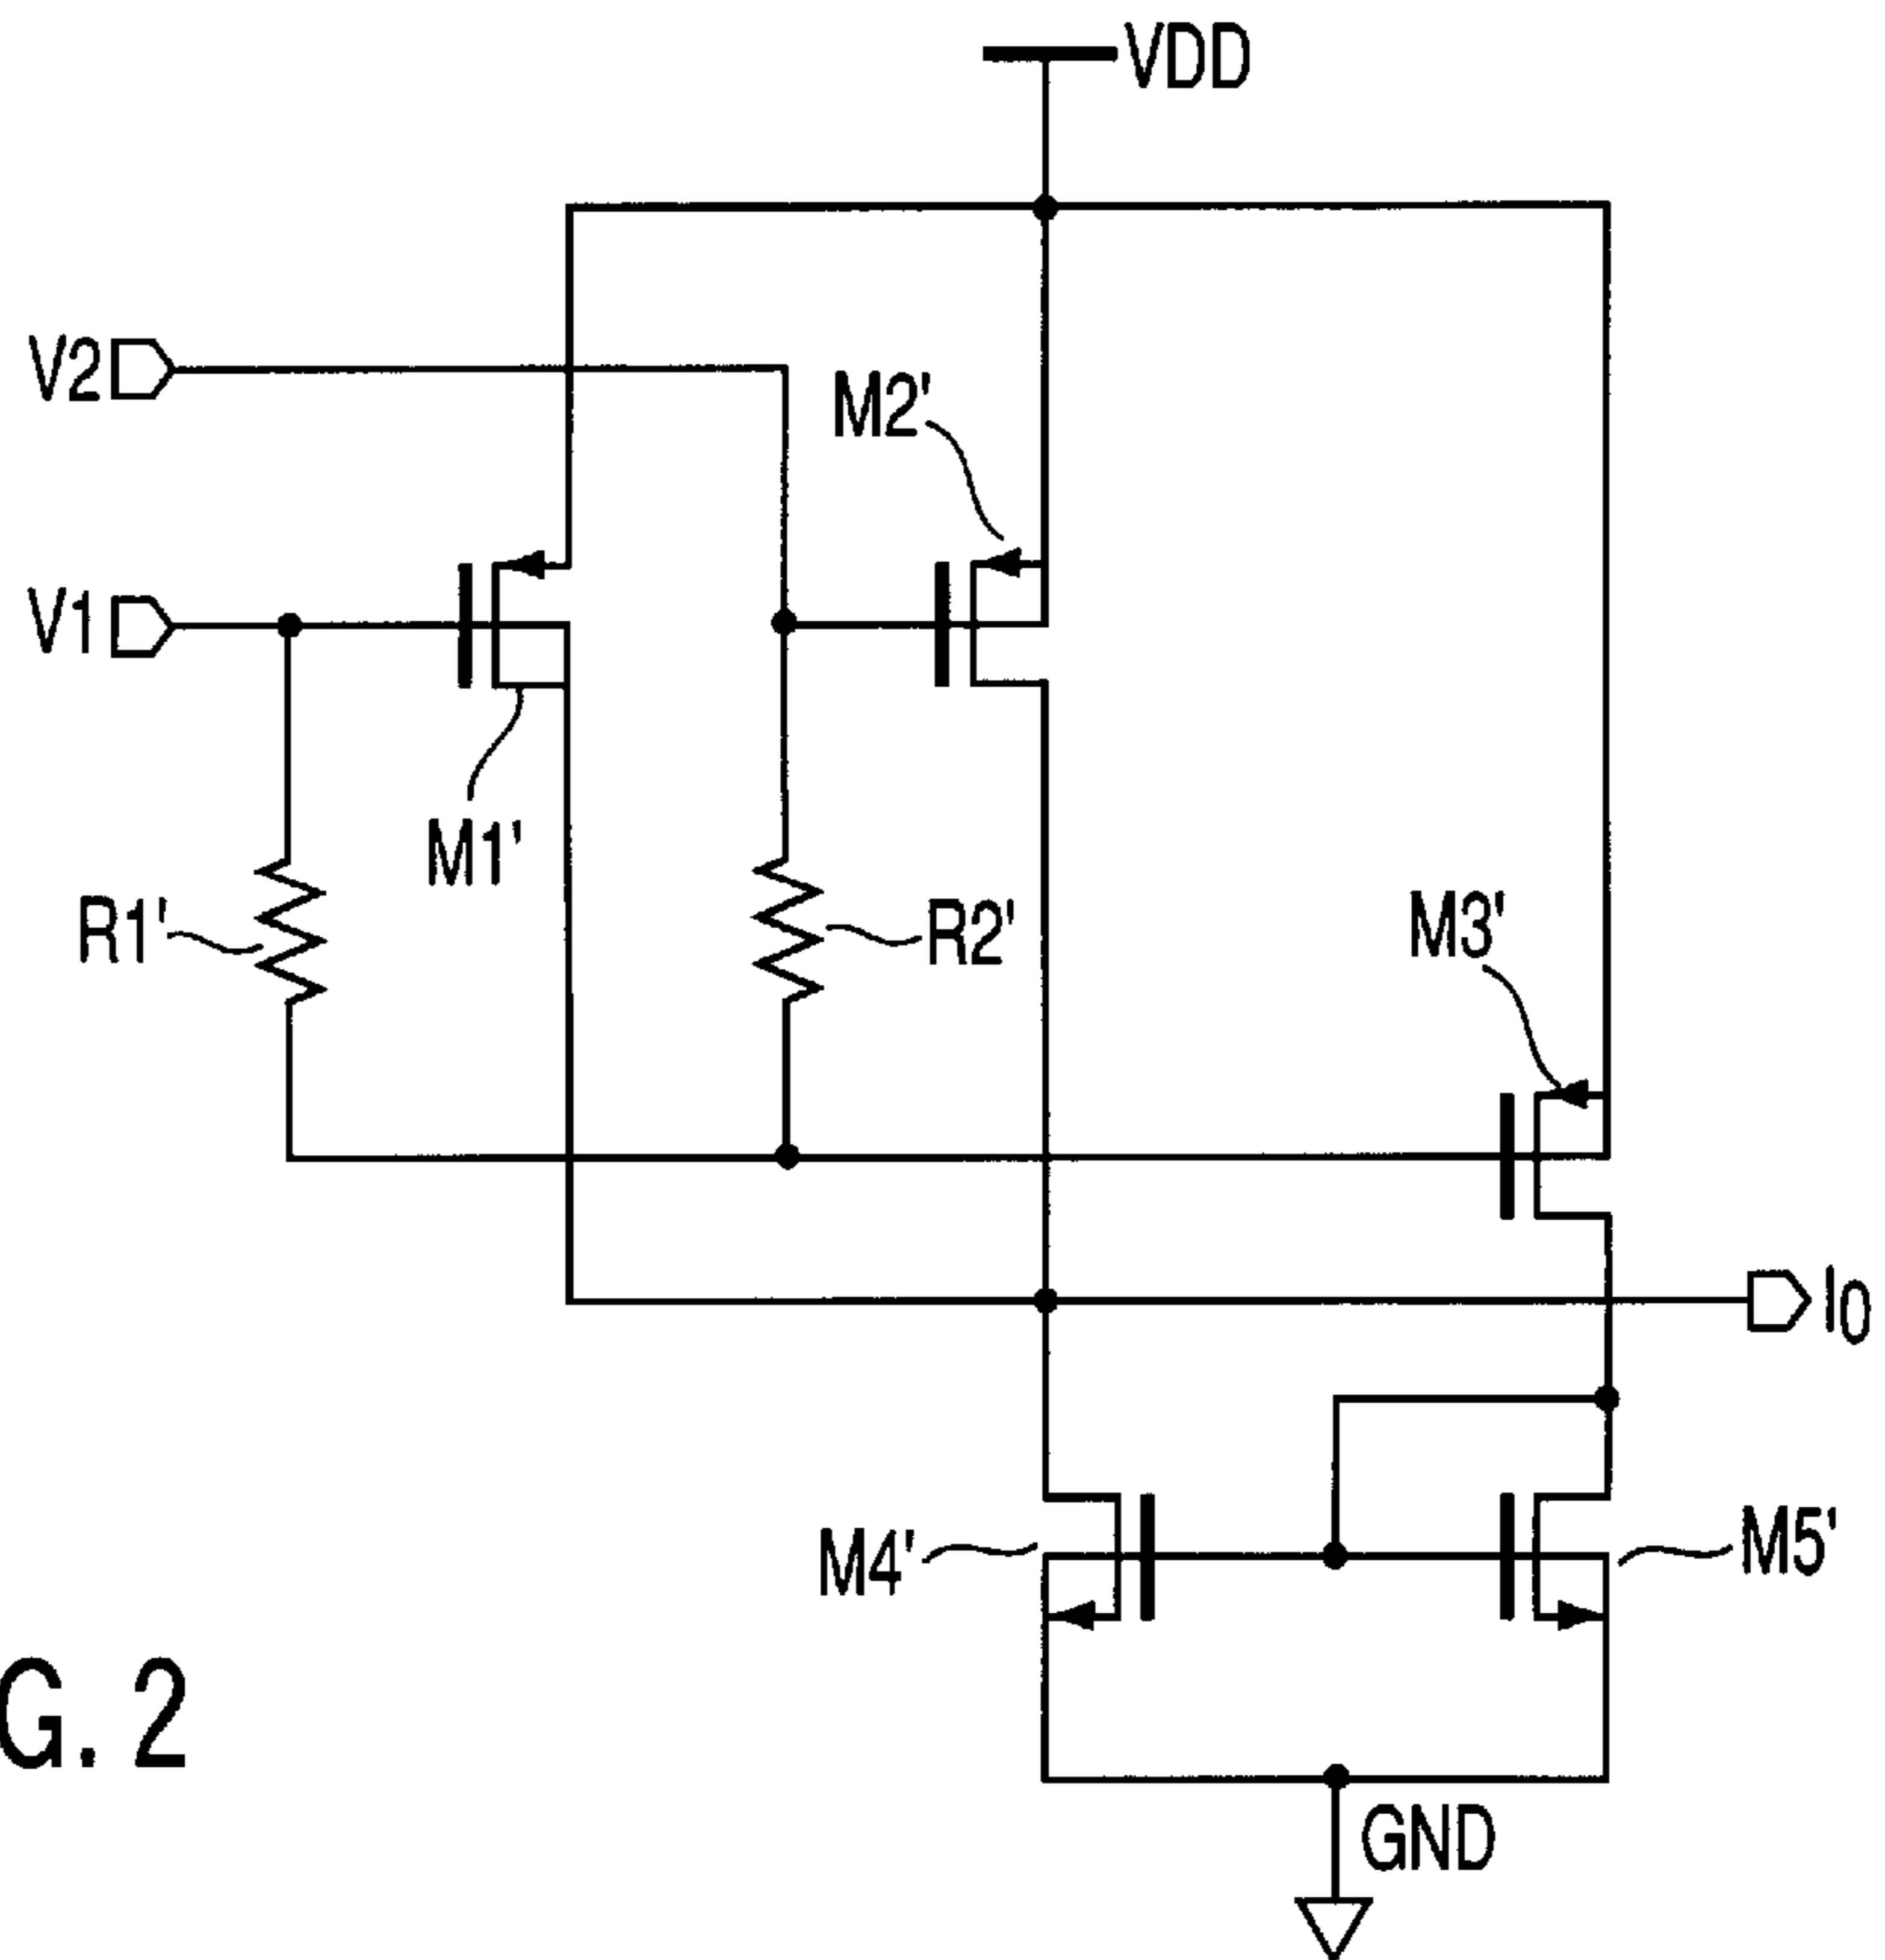 VDD
V2
M2'
V1
M1'
R1'
R2'
M3'
I0
M4'
M5'
G. 2
GND